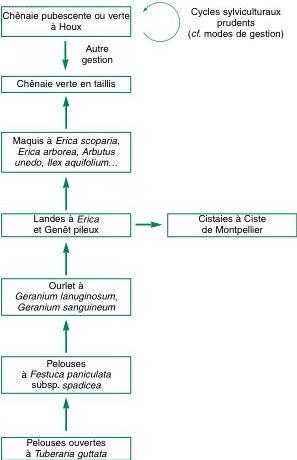 Chênaie pubescente ou verte
à Houx
Cycles sylviculturaux
prudents
(cf. modes de gestion)
Autre
gestion
Chênaie verte en taillis
Maquis à Erica scoparia,
Erica arborea, Arbutus
unedo, Ilex aquifolium…
Landes à Erica
et Genêt pileux
Cistaies à Ciste
de Montpellier
Ourlet à
Geranium lanuginosum,
Geranium sanguineum
Pelouses
à Festuca paniculata
subsp. spadicea
Pelouses ouvertes
à Tuberaria guttata